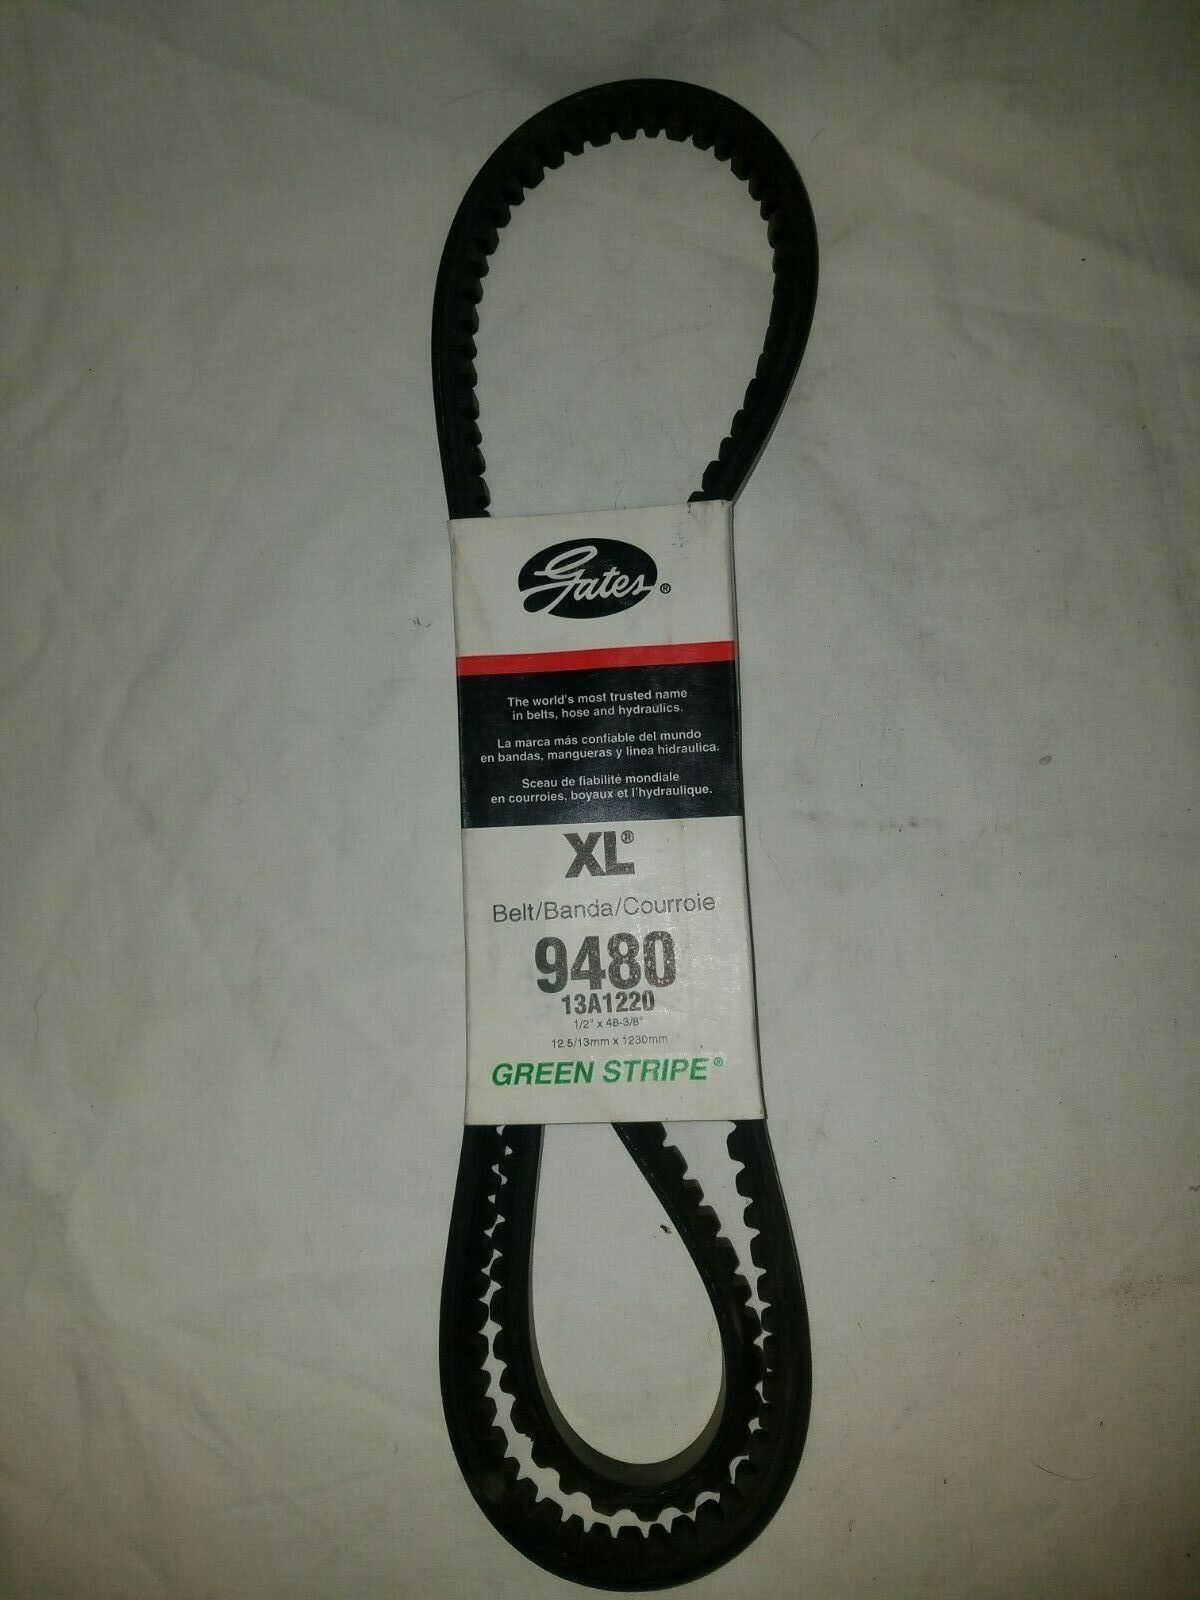 Gates®
The world's most trusted name
in belts, hose and hydraulics.
La marca más confiable del mundo
en bandas, mangueras y linea hidraulica.
Sceau de fiabilité mondiale
en courroies, boyaux et l'hydraulique.
XL®
Belt/Banda/Courroie
9480
13A1220
1/2" x 48-3/8"
12.5/13mm x 1230mm
GREEN STRIPE®